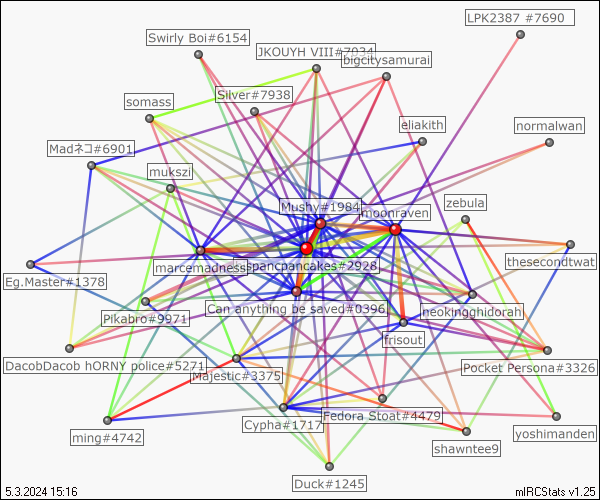 LPK2387 #7690
Swirly Boi#6154
JKOUYH VIII#7934
bigcitysamurai
Silver#7938
somass
eliakith
normalwan
Madネコ#6901
mukszi
zebula
Mushy#1984
moonraven
thesecondtwat
marcemadness
spancpancakes#2928
Eg.Master#1378
Can anything be saved#0396
neokingghidorah
Pikabro#9971
frisout
DacobDacob hORNY police#5271
Pocket Persona#3326
Majestic#3375
Fedora Stoat#4479
Cypha#1717
ming#4742
yoshimanden
shawntee9
Duck#1245
5.3.2024 15:16
mIRCStats v1.25